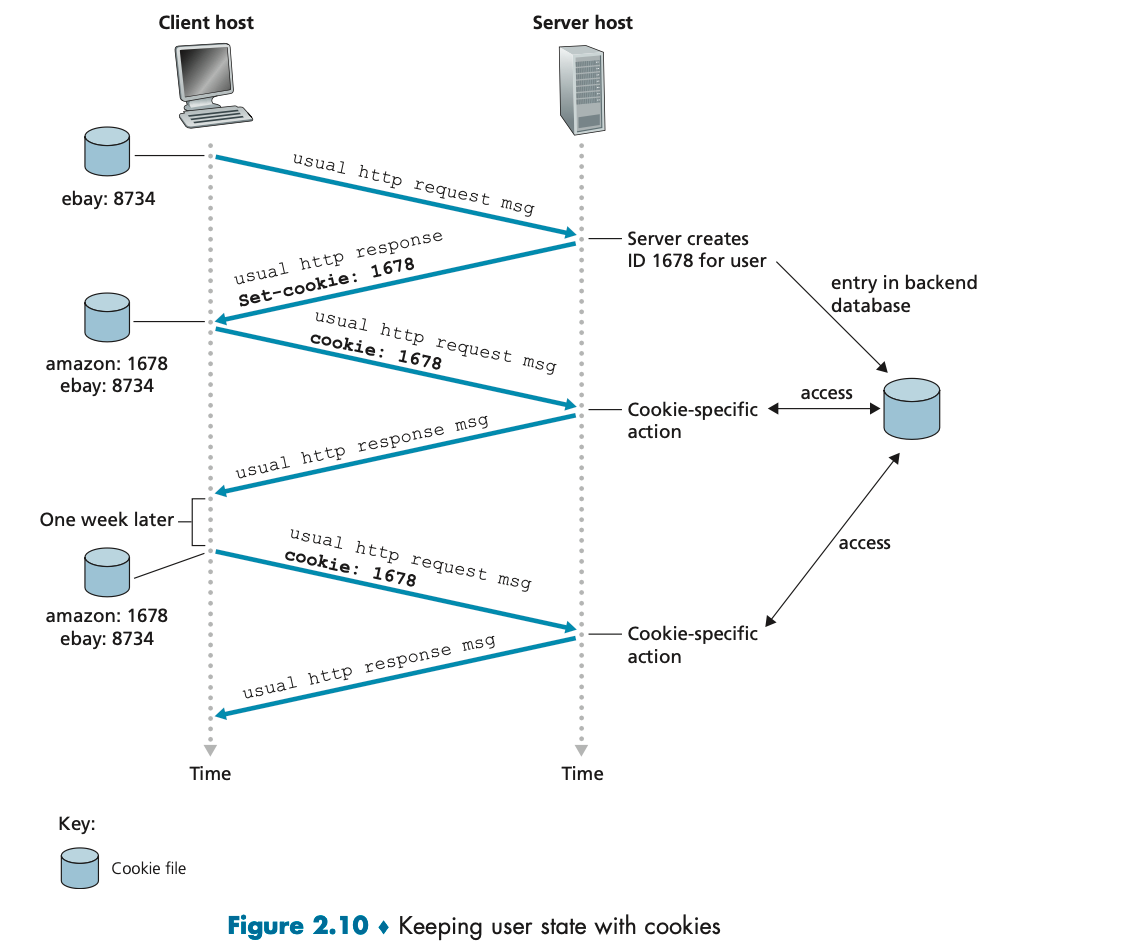 Client host
Server host
ebay: 8734
usual http request msg
Server creates
ID 1678 for user
usual http response
Set-cookie: 1678
entry in backend
database
amazon: 1678
ebay: 8734
usual http request msg
cookie: 1678
Cookie-specific
action
access
usual http response msg
One week later
usual http request msg
cookie: 1678
access
amazon: 1678
ebay: 8734
Cookie-specific
action
usual http response msg
Time
Time
Key:
Cookie file
Figure 2.10 ♦ Keeping user state with cookies